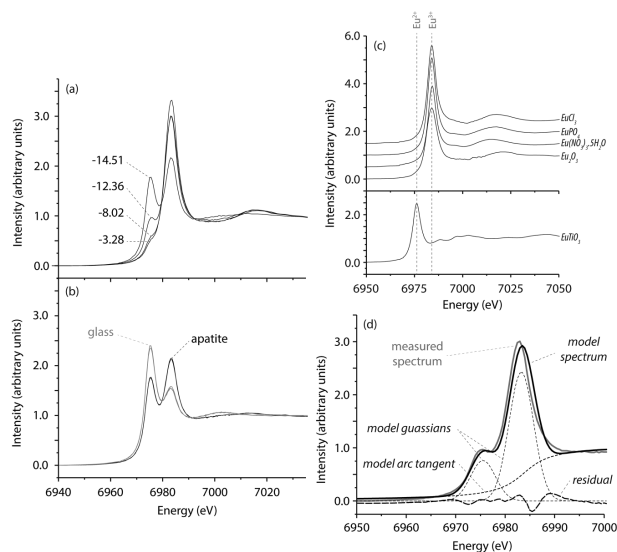 (a)
Intensity (arbitrary units)
3.0
2.0
1.0
0.0
-14.51
-12.36
-8.02
-3.28
(b)
Intensity (arbitrary units)
3.0
2.0
1.0
0.0
glass
apatite
6940 6960 6980 7000 7020
Energy (eV)
Eu²⁺ Eu³⁺
(c)
Intensity (arbitrary units)
6.0
4.0
2.0
0.0
EuCl₃
EuPO₄
Eu(NO₃)₃.5H₂O
Eu₂O₃
2.0
0.0
EuTiO₃
6950 6975 7000 7025 7050
Energy (eV)
(d)
Intensity (arbitrary units)
4.0
3.0
2.0
1.0
0.0
measured
spectrum
model
spectrum
model guassians
model arc tangent
residual
6950 6960 6970 6980 6990 7000
Energy (eV)